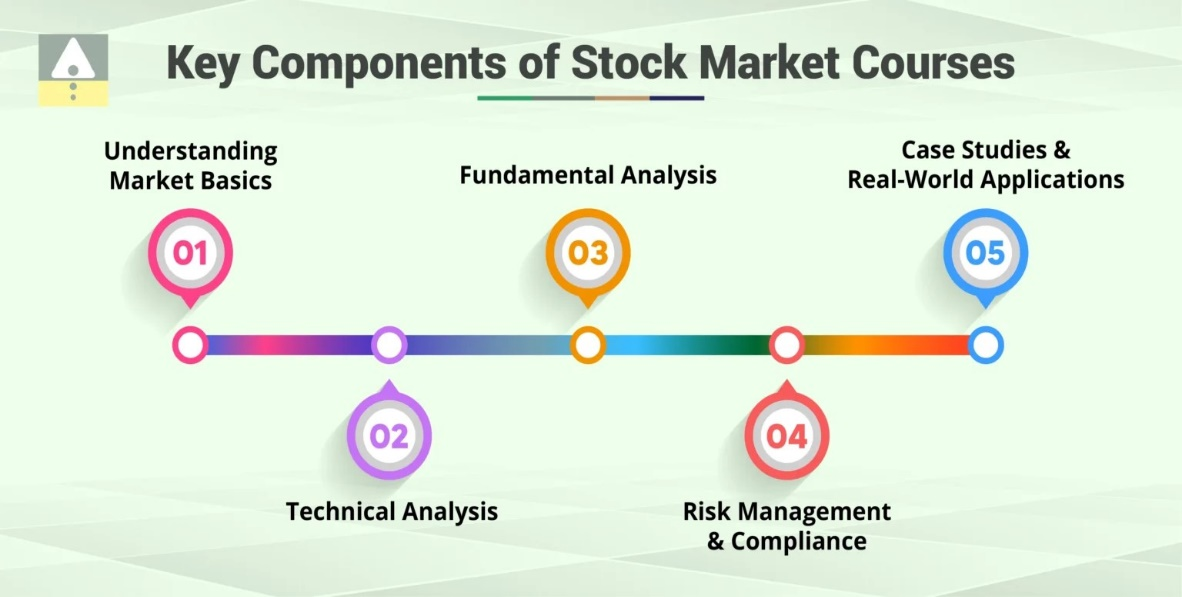 Key Components of Stock Market Courses
Understanding
Market Basics
01
02
Technical Analysis
Fundamental Analysis
03
04
Risk Management
& Compliance
Case Studies &
Real-World Applications
05